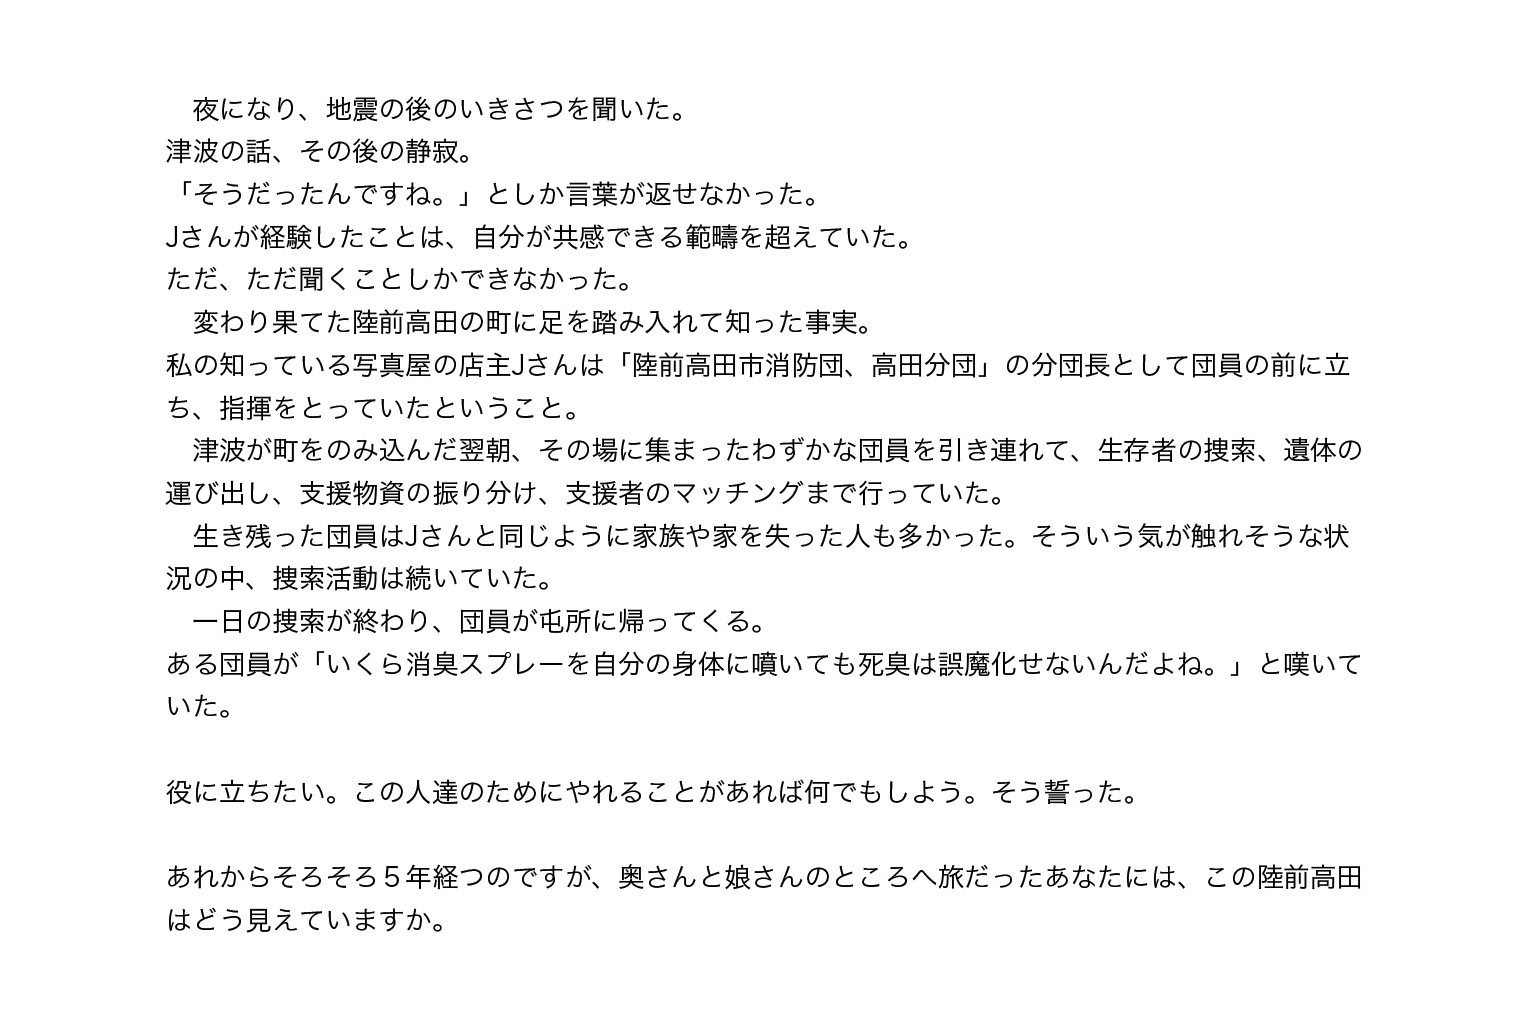 夜になり、地震の後のいきさつを聞いた。
津波の話、その後の静寂。
「そうだったんですね。」としか言葉が返せなかった。
Jさんが経験したことは、自分が共感できる範疇を超えていた。
ただ、ただ聞くことしかできなかった。
　変わり果てた陸前高田の町に足を踏み入れて知った事実。
私の知っている写真屋の店主Jさんは「陸前高田市消防団、高田分団」の分団長として団員の前に立
ち、指揮をとっていたということ。
　津波が町をのみ込んだ翌朝、その場に集まったわずかな団員を引き連れて、生存者の捜索、遺体の
運び出し、支援物資の振り分け、支援者のマッチングまで行っていた。
　生き残った団員はJさんと同じように家族や家を失った人も多かった。そういう気が触れそうな状
況の中、捜索活動は続いていた。
　一日の捜索が終わり、団員が屯所に帰ってくる。
ある団員が「いくら消臭スプレーを自分の身体に噴いても死臭は誤魔化せないんだよね。」と嘆いて
いた。
役に立ちたい。この人達のためにやれることがあれば何でもしよう。そう誓った。
あれからそろそろ５年経つのですが、奥さんと娘さんのところへ旅だったあなたには、この陸前高田
はどう見えていますか。